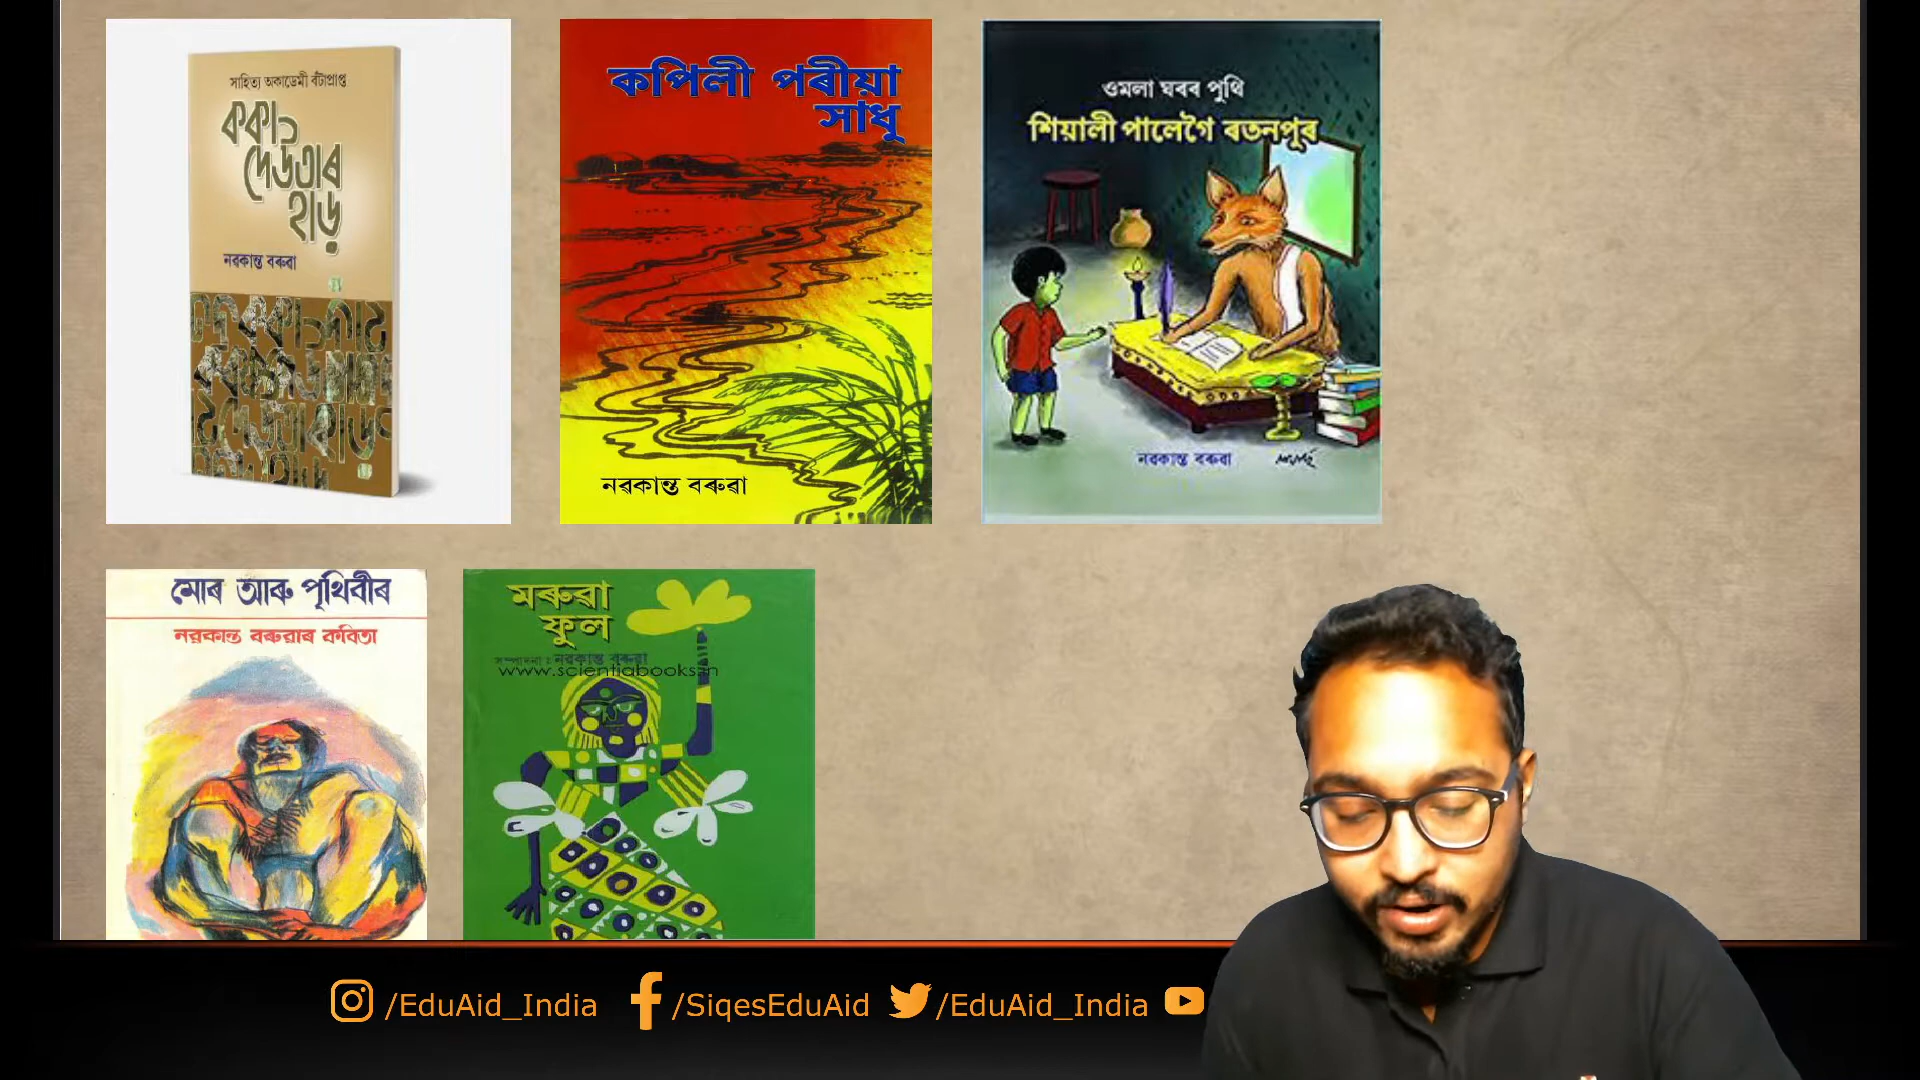 সাহিত্য অকাডেমী বঁটাপ্ৰাপ্ত
ককা
দেউতাৰ
হাড়
নৱকান্ত বৰুৱা
কপিলী পৰীয়া
সাধু
নৱকান্ত বৰুৱা
ওমলা ঘৰৰ পুথি
শিয়ালী পালেগৈ ৰতনপুৰ
নৱকান্ত বৰুৱা
মোৰ আৰু পৃথিবীৰ
নৱকান্ত বৰুৱাৰ কবিতা
মৰুৱা
ফুল
সম্পাদনা : নৱকান্ত বৰুৱা
www.scientiabooks.in
/EduAid_India /SiqesEduAid /EduAid_India